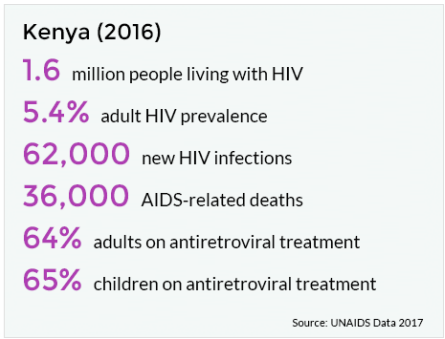 Kenya (2016)
1.6 million people living with HIV
5.4% adult HIV prevalence
62,000 new HIV infections
36,000 AIDS-related deaths
64% adults on antiretroviral treatment
65% children on antiretroviral treatment
Source: UNAIDS Data 2017